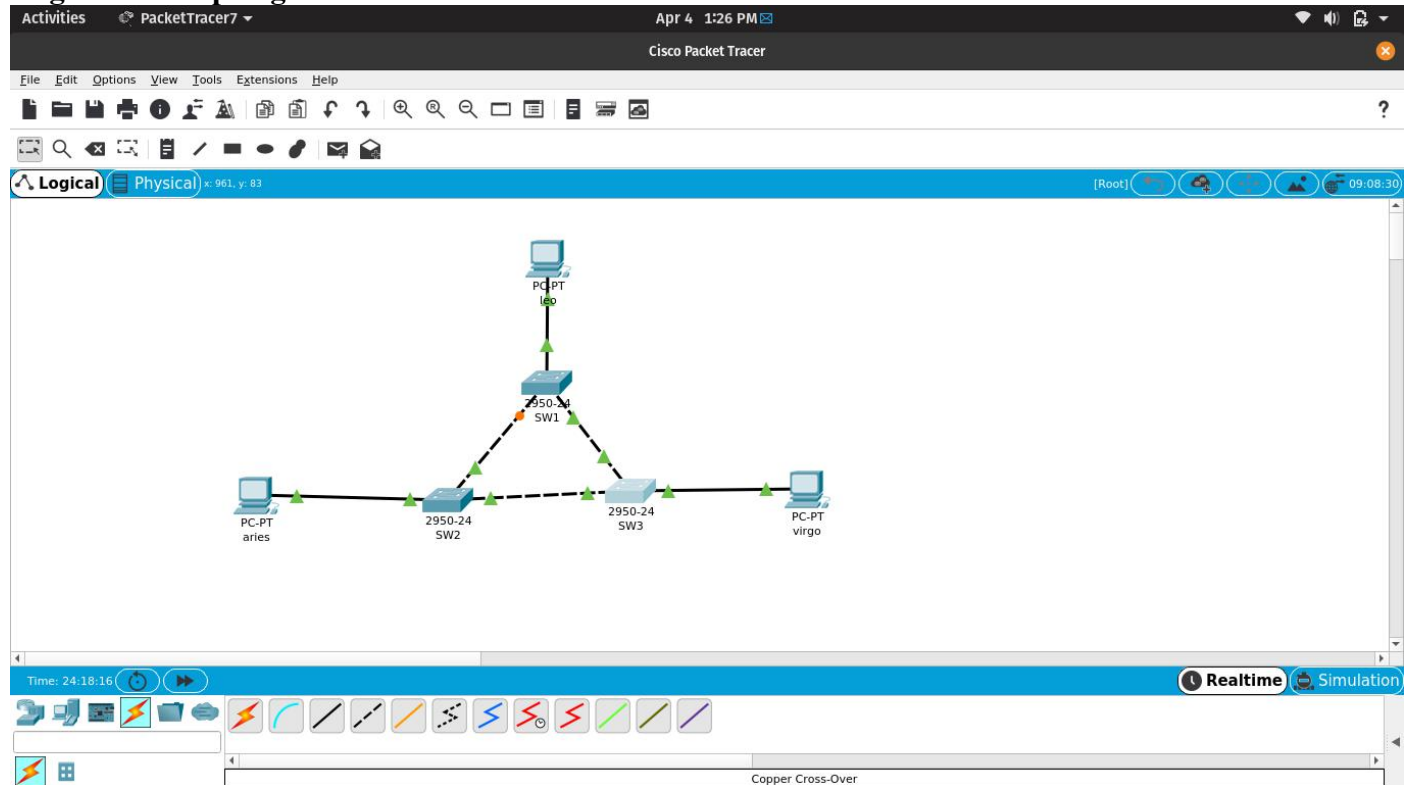 Activities PacketTracer7 Apr 4 1:26 PM
Cisco Packet Tracer
File Edit Options View Tools Extensions Help
?
Logical Physical x: 961, y: 83 [Root] 09:08:30
PC-PT
leo
2950-24
SW1
PC-PT
aries
2950-24
SW2
2950-24
SW3
PC-PT
virgo
Time: 24:18:16 Realtime Simulation
Copper Cross-Over